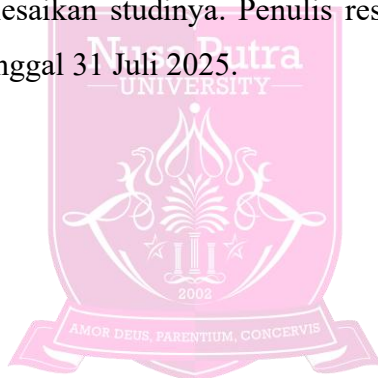 esaikan studinya. Penulis res
nggal 31 Juli 2025.
Nusa Putra
UNIVERSITY
2002
AMOR DEUS, PARENTIUM, CONCERVIS